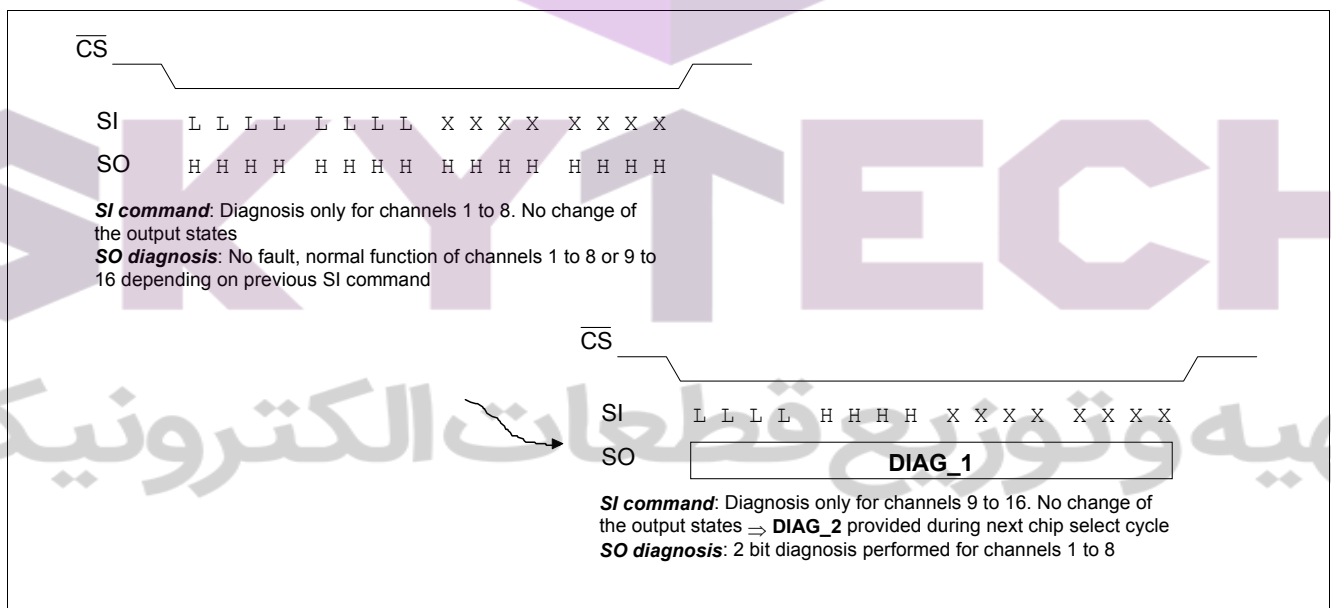 CS
SI L L L L L L L L X X X X X X X X
SO H H H H H H H H H H H H H H H H
SI command: Diagnosis only for channels 1 to 8. No change of
the output states
SO diagnosis: No fault, normal function of channels 1 to 8 or 9 to
16 depending on previous SI command
CS
SI L L L L H H H H X X X X X X X X
SO DIAG_1
SI command: Diagnosis only for channels 9 to 16. No change of
the output states ⇒ DIAG_2 provided during next chip select cycle
SO diagnosis: 2 bit diagnosis performed for channels 1 to 8
SKYTECH
توزیع قطعات